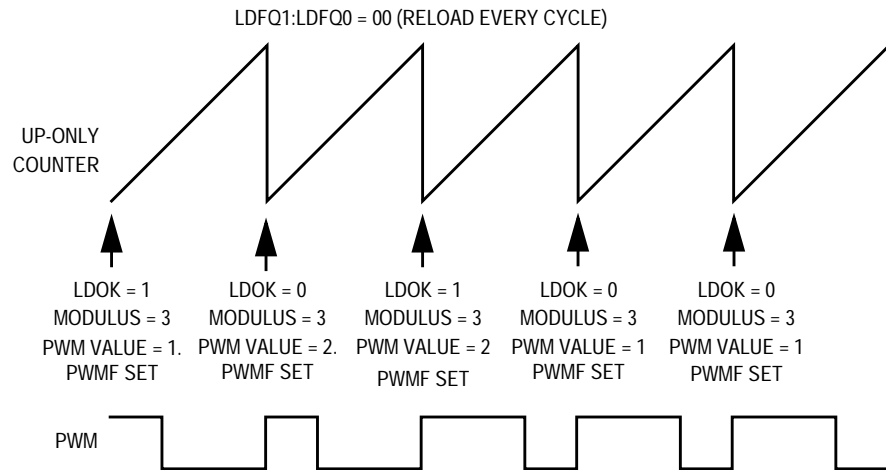 LDFQ1:LDFQ0 = 00 (RELOAD EVERY CYCLE)
UP-ONLY
COUNTER
LDOK = 1
MODULUS = 3
PWM VALUE = 1.
PWMF SET
LDOK = 0
MODULUS = 3
PWM VALUE = 2.
PWMF SET
LDOK = 1
MODULUS = 3
PWM VALUE = 2
PWMF SET
LDOK = 0
MODULUS = 3
PWM VALUE = 1
PWMF SET
LDOK = 0
MODULUS = 3
PWM VALUE = 1
PWMF SET
PWM